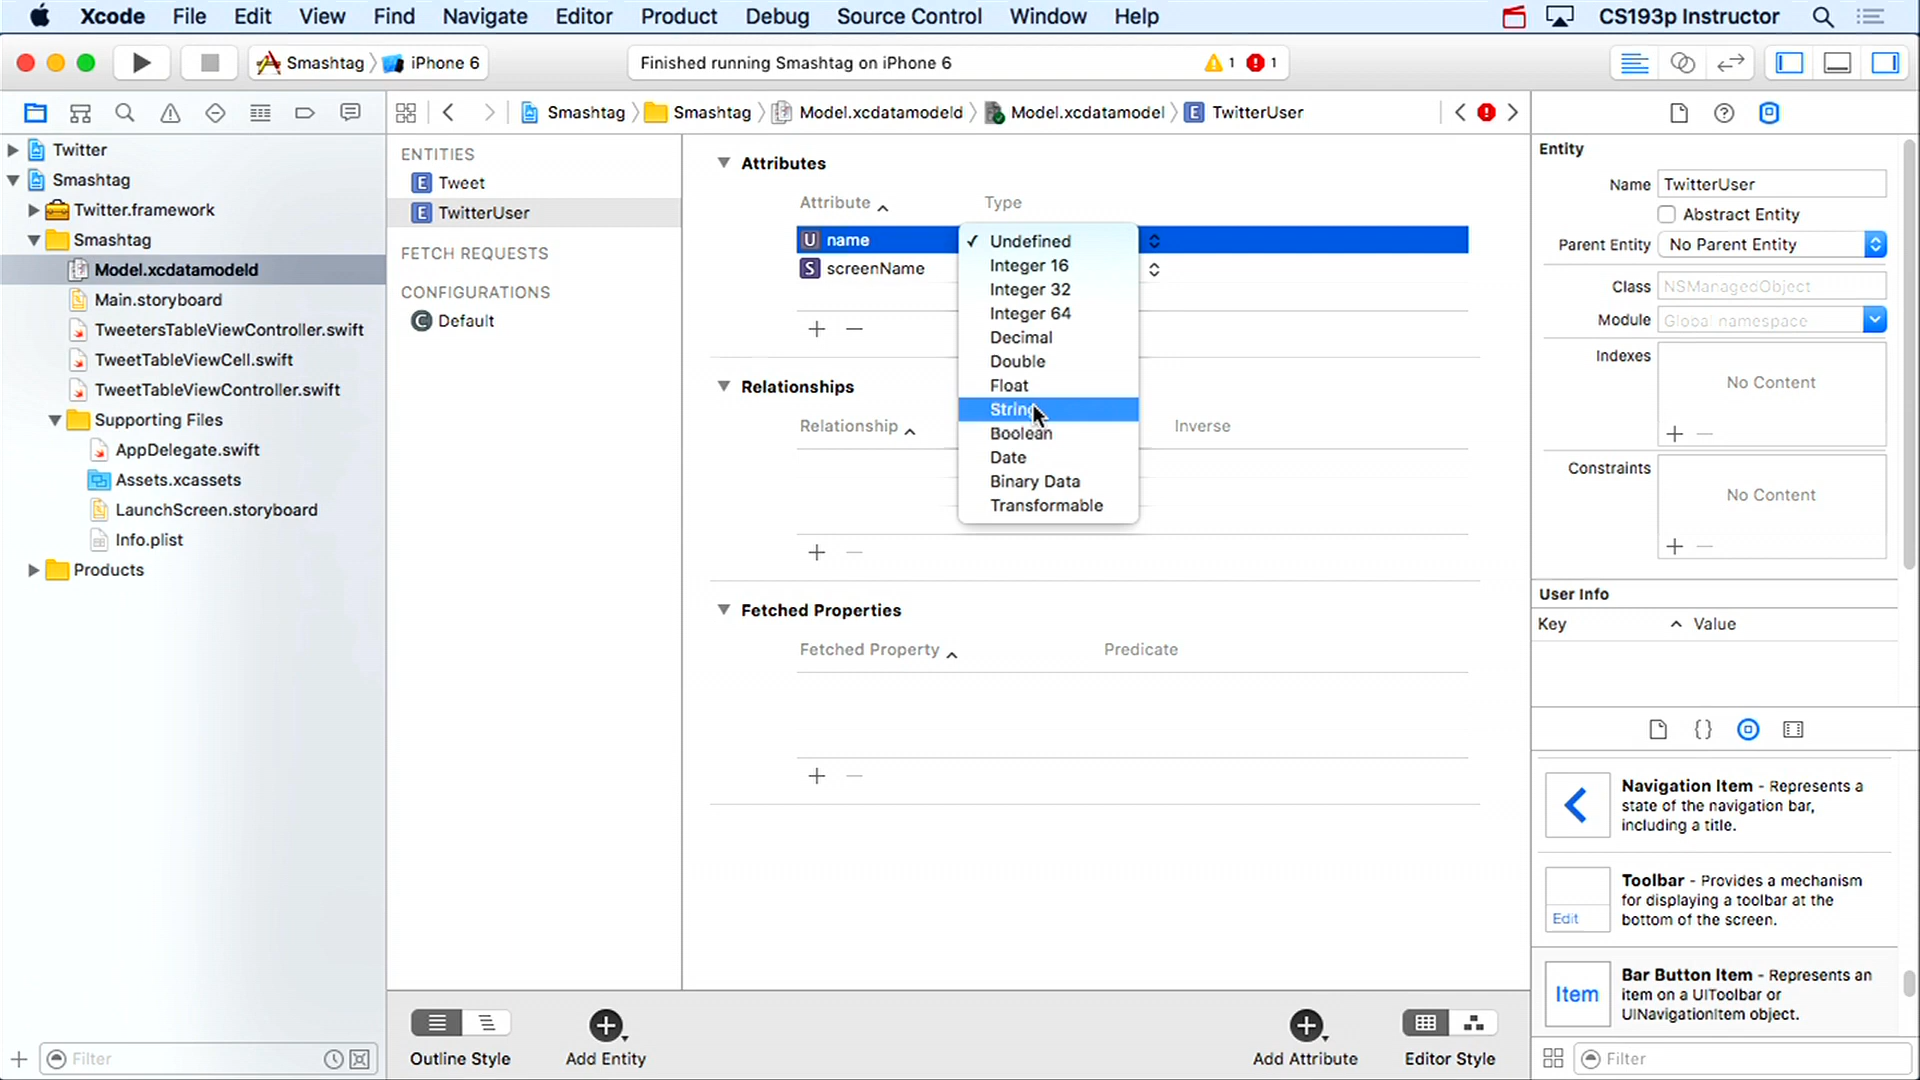 Xcode File Edit View Find Navigate Editor Product Debug Source Control Window Help CS193p Instructor
Smashtag iPhone 6 Finished running Smashtag on iPhone 6 1 1
Smashtag Smashtag Model.xcdatamodeld Model.xcdatamodel E TwitterUser
Twitter
Smashtag
Twitter.framework
Smashtag
Model.xcdatamodeld
Main.storyboard
TweetersTableViewController.swift
TweetTableViewCell.swift
TweetTableViewController.swift
Supporting Files
AppDelegate.swift
Assets.xcassets
LaunchScreen.storyboard
Info.plist
Products
Filter
ENTITIES
E Tweet
E TwitterUser
FETCH REQUESTS
CONFIGURATIONS
C Default
Attributes
Attribute Type
U name
S screenName
Undefined
Integer 16
Integer 32
Integer 64
Decimal
Double
Float
String
Boolean
Date
Binary Data
Transformable
Relationships
Relationship Inverse
Fetched Properties
Fetched Property Predicate
Outline Style Add Entity Add Attribute Editor Style
Entity
Name TwitterUser
Abstract Entity
Parent Entity No Parent Entity
Class NSManagedObject
Module Global namespace
Indexes
No Content
Constraints
No Content
User Info
Key Value
Navigation Item - Represents a
state of the navigation bar,
including a title.
Edit
Toolbar - Provides a mechanism
for displaying a toolbar at the
bottom of the screen.
Item
Bar Button Item - Represents an
item on a UIToolbar or
UINavigationItem object.
Filter